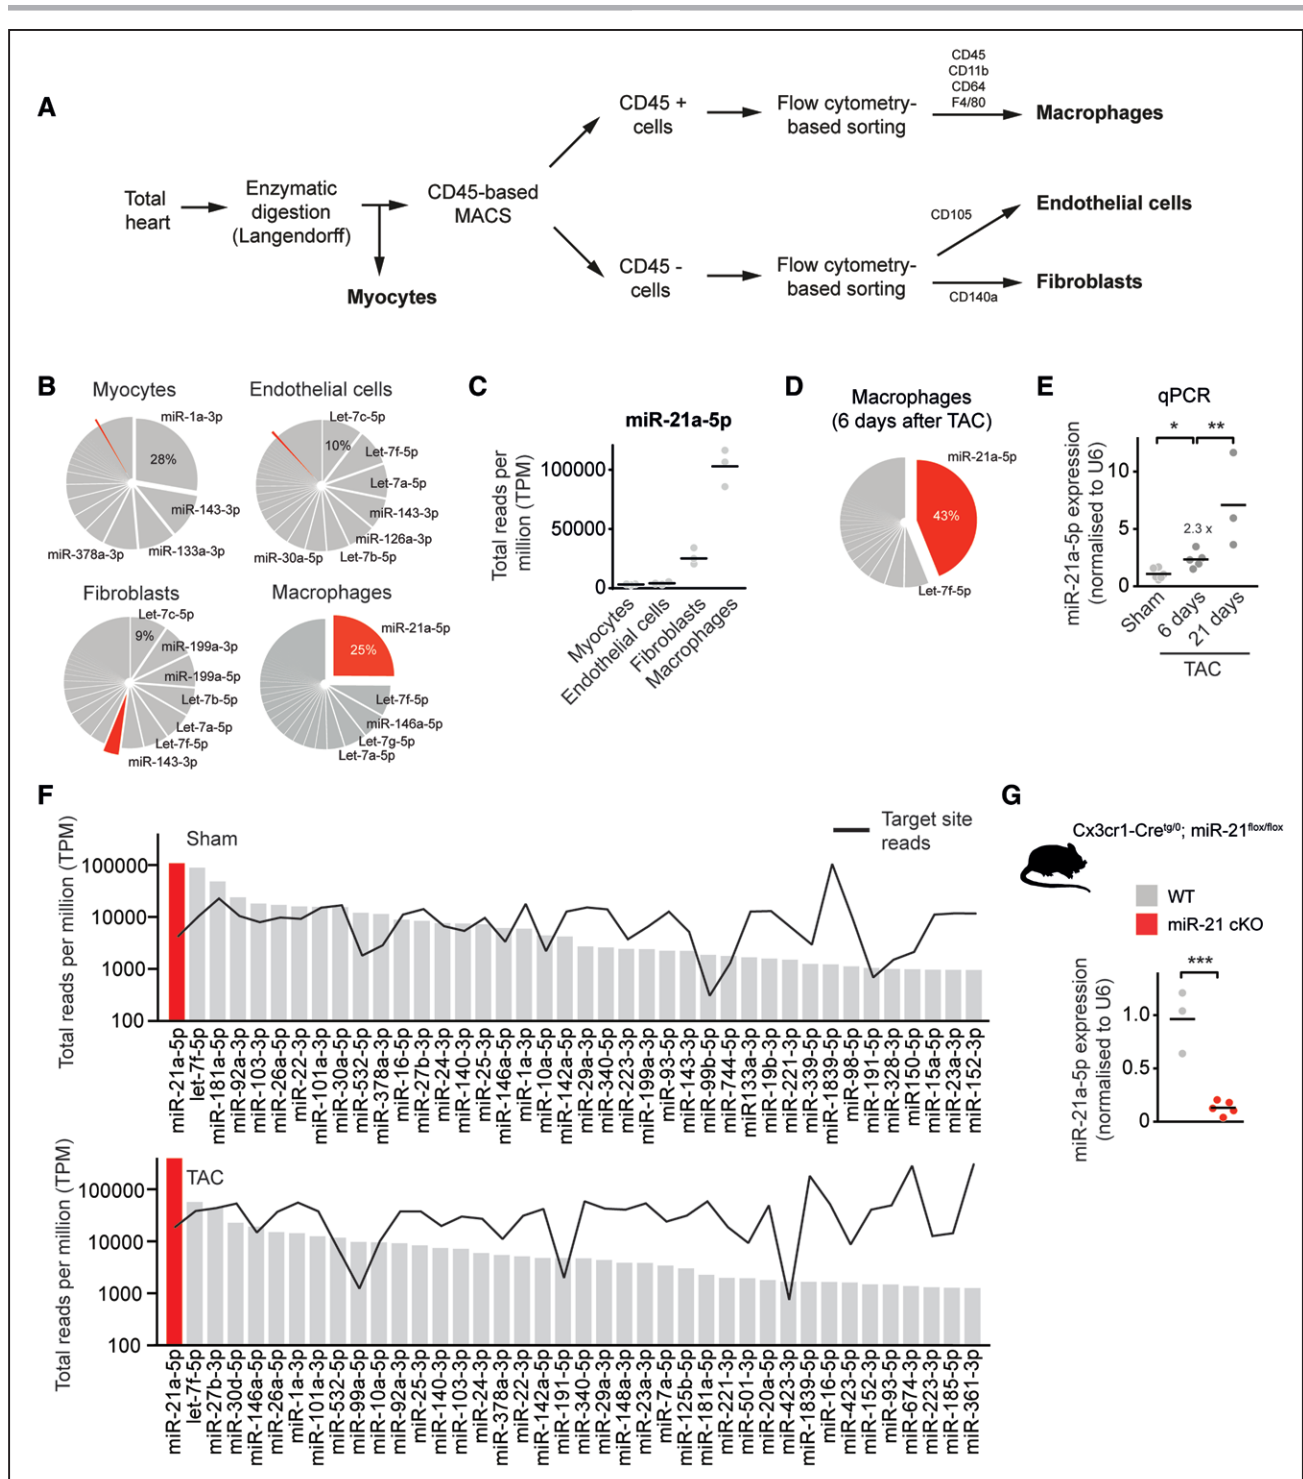 A
Total
heart
Enzymatic
digestion
(Langendorff)
Myocytes
CD45-based
MACS
CD45 +
cells
Flow cytometry-
based sorting
CD45
CD11b
CD64
F4/80
Macrophages
CD45 -
cells
Flow cytometry-
based sorting
CD105
Endothelial cells
CD140a
Fibroblasts
B
Myocytes
miR-1a-3p
28%
miR-143-3p
miR-133a-3p
miR-378a-3p
Endothelial cells
Let-7c-5p
10%
Let-7f-5p
Let-7a-5p
miR-143-3p
miR-126a-3p
Let-7b-5p
miR-30a-5p
Fibroblasts
Let-7c-5p
9%
miR-199a-3p
miR-199a-5p
Let-7b-5p
Let-7a-5p
Let-7f-5p
miR-143-3p
Macrophages
miR-21a-5p
25%
Let-7f-5p
miR-146a-5p
Let-7g-5p
Let-7a-5p
C
miR-21a-5p
Total reads per
million (TPM)
100000
50000
0
Myocytes
Endothelial cells
Fibroblasts
Macrophages
D
Macrophages
(6 days after TAC)
miR-21a-5p
43%
Let-7f-5p
E
qPCR
miR-21a-5p expression
(normalised to U6)
* **
10
5
0
2.3 x
Sham
6 days
21 days
TAC
F
Sham
Target site
reads
Total reads per million (TPM)
100000
10000
1000
100
miR-21a-5p
let-7f-5p
miR-181a-5p
miR-92a-3p
miR-103-3p
miR-26a-5p
miR-22-3p
miR-101a-3p
miR-30a-5p
miR-532-5p
miR-378a-3p
miR-16-5p
miR-27b-3p
miR-24-3p
miR-140-3p
miR-25-3p
miR-146a-5p
miR-1a-3p
miR-10a-5p
miR-142a-5p
miR-29a-3p
miR-340-5p
miR-223-3p
miR-199a-3p
miR-93-5p
miR-143-3p
miR-99b-5p
miR-744-5p
miR133a-3p
miR-19b-3p
miR-221-3p
miR-339-5p
miR-1839-5p
miR-98-5p
miR-191-5p
miR-328-3p
miR150-5p
miR-15a-5p
miR-23a-3p
miR-152-3p
TAC
Total reads per million (TPM)
100000
10000
1000
100
miR-21a-5p
let-7f-5p
miR-27b-3p
miR-30d-5p
miR-146a-5p
miR-26a-5p
miR-1a-3p
miR-101a-3p
miR-532-5p
miR-99a-5p
miR-10a-5p
miR-92a-3p
miR-25-3p
miR-140-3p
miR-103-3p
miR-24-3p
miR-378a-3p
miR-22-3p
miR-142a-5p
miR-191-5p
miR-340-5p
miR-29a-3p
miR-148a-3p
miR-23a-3p
miR-7a-5p
miR-125b-5p
miR-181a-5p
miR-221-3p
miR-501-3p
miR-20a-5p
miR-423-3p
miR-1839-5p
miR-16-5p
miR-423-5p
miR-152-3p
miR-93-5p
miR-674-3p
miR-223-3p
miR-185-5p
miR-361-3p
G
Cx3cr1-Cretg/0; miR-21flox/flox
WT
miR-21 cKO
miR-21a-5p expression
(normalised to U6)
***
1.0
0.5
0